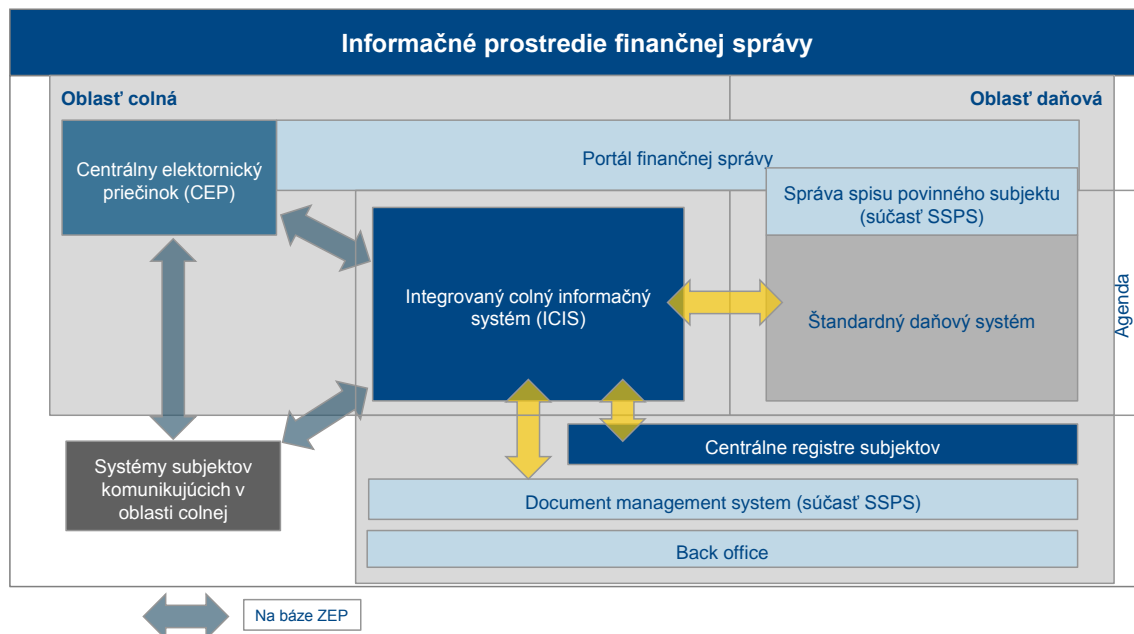 Informačné prostredie finančnej správy
Oblasť colná
Oblasť daňová
Centrálny elektornický
priečinok (CEP)
Portál finančnej správy
Správa spisu povinného subjektu
(súčasť SSPS)
Integrovaný colný informačný
systém (ICIS)
Štandardný daňový systém
Agenda
Centrálne registre subjektov
Systémy subjektov
komunikujúcich v
oblasti colnej
Document management system (súčasť SSPS)
Back office
Na báze ZEP